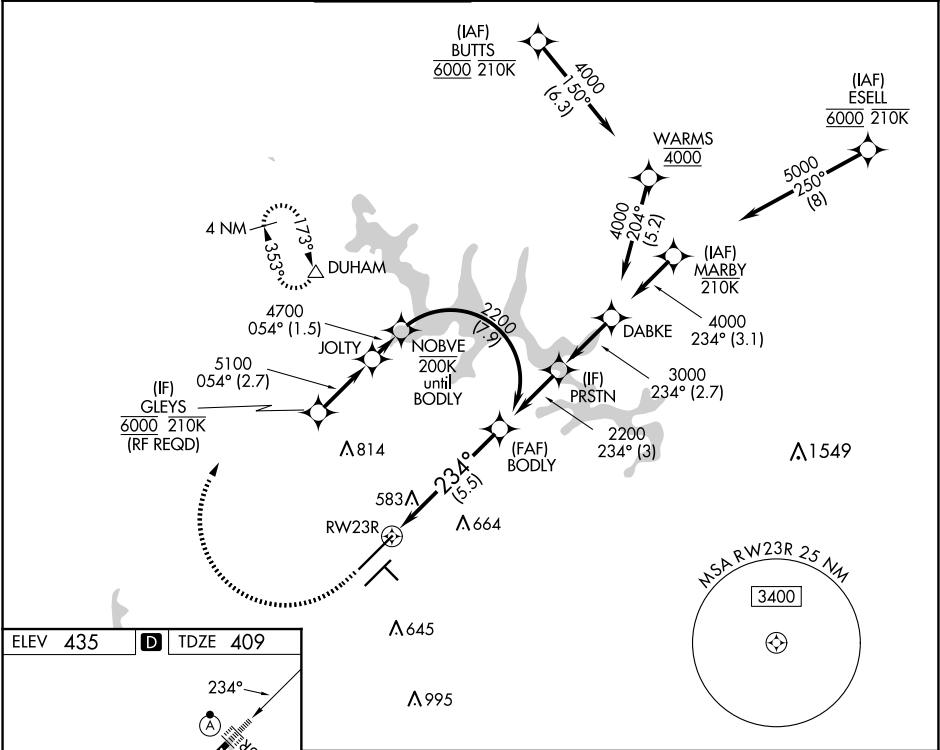 (IAF)
BUTTS
6000 210K
4000
150°
(6.3)
(IAF)
ESELL
6000 210K
5000
250°
(8)
WARMS
4000
4000
204°
(5.2)
(IAF)
MARBY
210K
4 NM
173°
353°
DUHAM
4700
054° (1.5)
2200
(7.9)
DABKE
4000
234° (3.1)
JOLTY
NOBVE
200K
until
BODLY
5100
054° (2.7)
(IF)
PRSTN
3000
234° (2.7)
(IF)
GLEYS
6000 210K
(RF REQD)
2200
234° (3)
(FAF)
BODLY
814
1549
234°
(5.5)
583
664
RW23R
MSA RW23R 25 NM
3400
645
995
ELEV 435
D
TDZE 409
234°
A